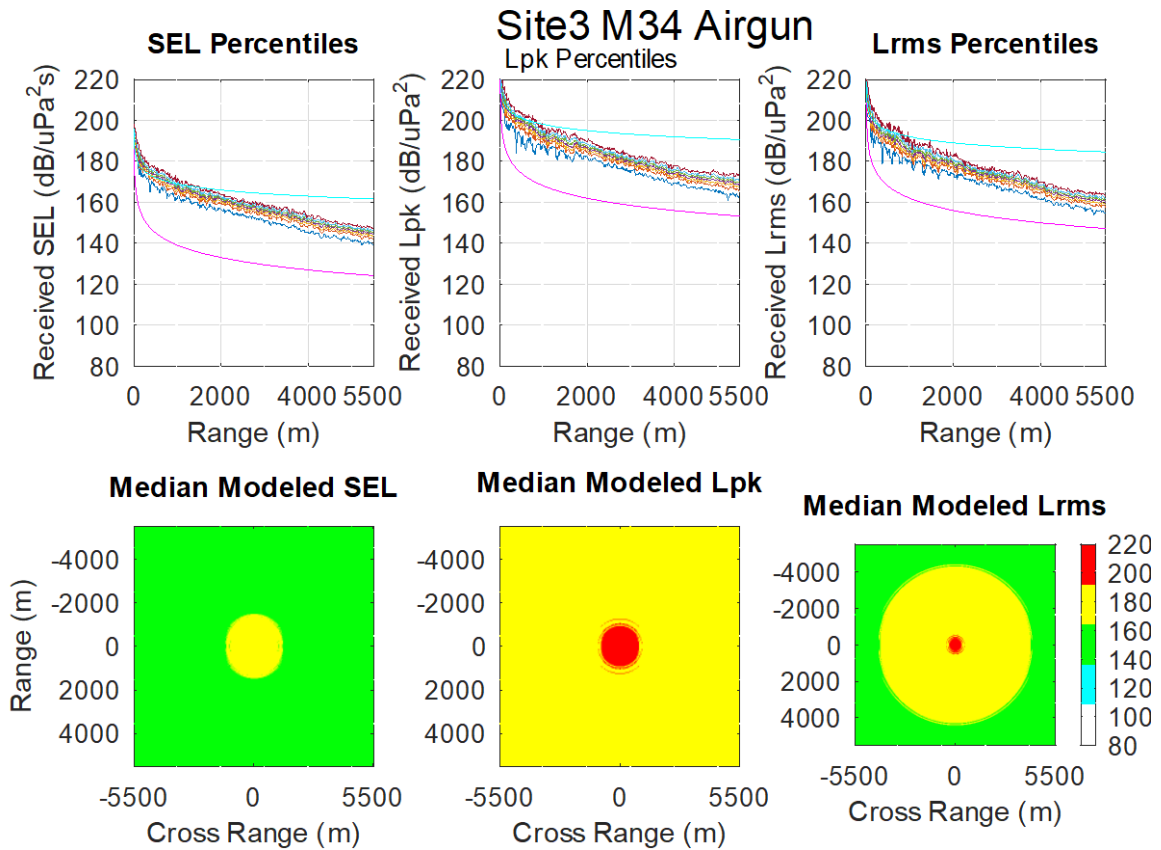 Site3 M34 Airgun
SEL Percentiles
Lpk Percentiles
Lrms Percentiles
Received SEL (dB/uPa²s)
220
200
180
160
140
120
100
80
0 2000 4000 5500
Range (m)
Received Lpk (dB/uPa²)
220
200
180
160
140
120
100
80
0 2000 4000 5500
Range (m)
Received Lrms (dB/uPa²)
220
200
180
160
140
120
100
80
0 2000 4000 5500
Range (m)
Median Modeled SEL
Range (m)
-4000
-2000
0
2000
4000
-5500 0 5500
Cross Range (m)
Median Modeled Lpk
-4000
-2000
0
2000
4000
-5500 0 5500
Cross Range (m)
Median Modeled Lrms
-4000
-2000
0
2000
4000
-5500 0 5500
Cross Range (m)
220
200
180
160
140
120
100
80